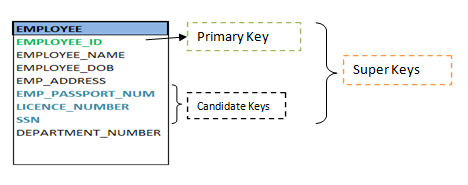 EMPLOYEE
EMPLOYEE_ID
EMPLOYEE_NAME
EMPLOYEE_DOB
EMP_ADDRESS
EMP_PASSPORT_NUM
LICENCE_NUMBER
SSN
DEPARTMENT_NUMBER
Primary Key
Candidate Keys
Super Keys